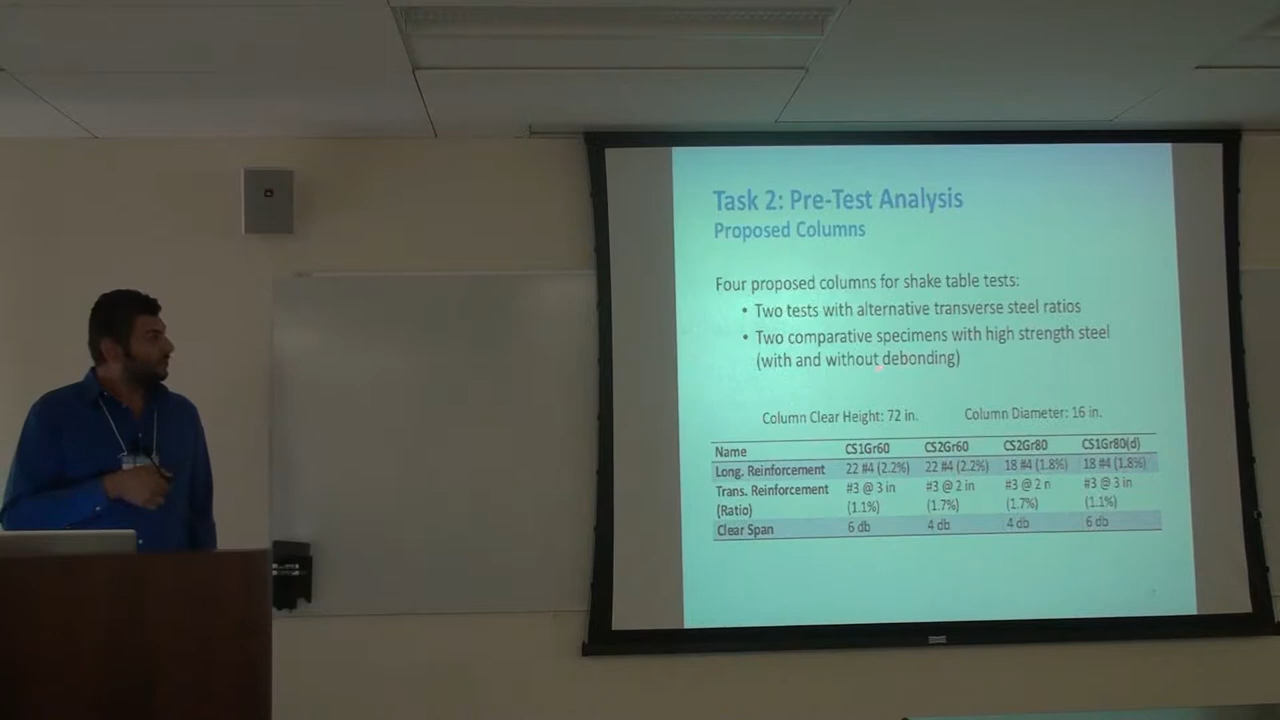 Task 2: Pre-Test Analysis
Proposed Columns
Four proposed columns for shake table tests:
• Two tests with alternative transverse steel ratios
• Two comparative specimens with high strength steel
(with and without debonding)
Column Clear Height: 72 in. Column Diameter: 16 in.
Name CS1Gr60 CS2Gr60 CS2Gr80 CS1Gr80(d)
Long. Reinforcement 22 #4 (2.2%) 22 #4 (2.2%) 18 #4 (1.8%) 18 #4 (1.8%)
Trans. Reinforcement #3 @ 3 in #3 @ 2 in #3 @ 2 n #3 @ 3 in
(Ratio) (1.1%) (1.7%) (1.7%) (1.1%)
Clear Span 6 db 4 db 4 db 6 db